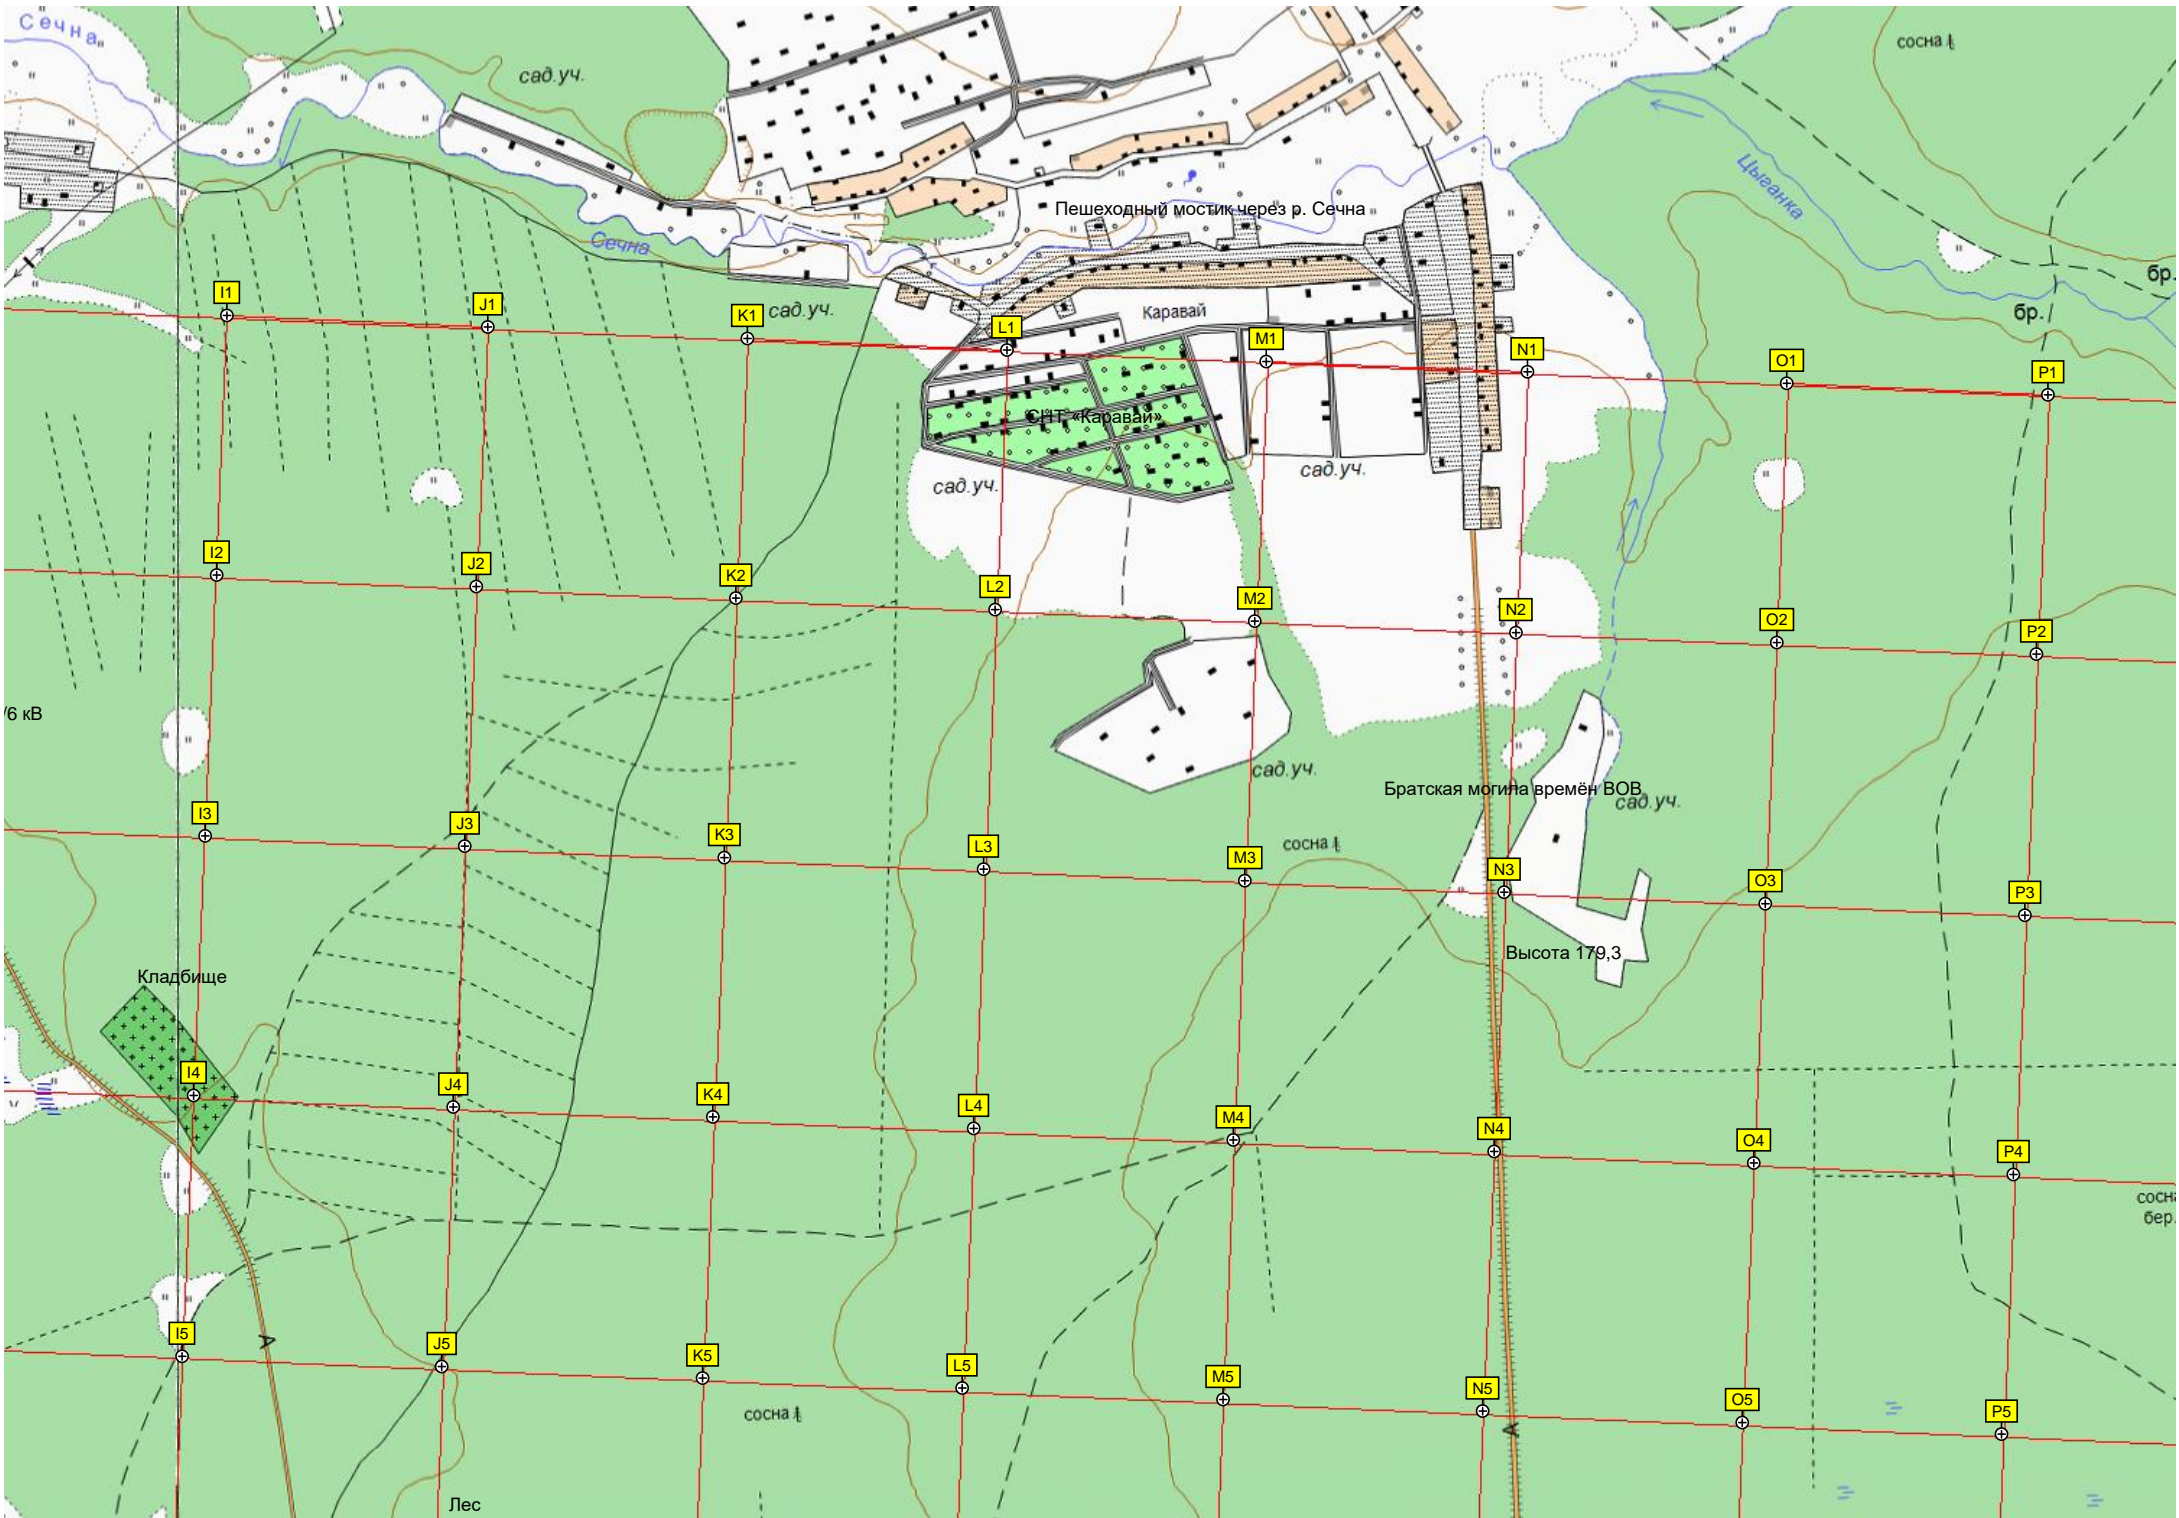 Сечна
сосна
сад.уч.
Цыганка
Пешеходный мостик через р. Сечна
Сечна
бр.
I1
J1
K1
сад.уч.
Каравай
бр.
L1
M1
N1
O1
P1
СНТ «Каравай»
сад.уч.
сад.уч.
I2
J2
K2
L2
M2
N2
O2
P2
/6 кВ
сад.уч.
Братская могила времён ВОВ
сад.уч.
I3
J3
K3
L3
сосна
M3
N3
O3
P3
Высота 179,3
Кладбище
I4
J4
K4
L4
M4
N4
O4
P4
сосна
бер.
I5
А
J5
K5
L5
M5
N5
O5
P5
сосна
А
Лес